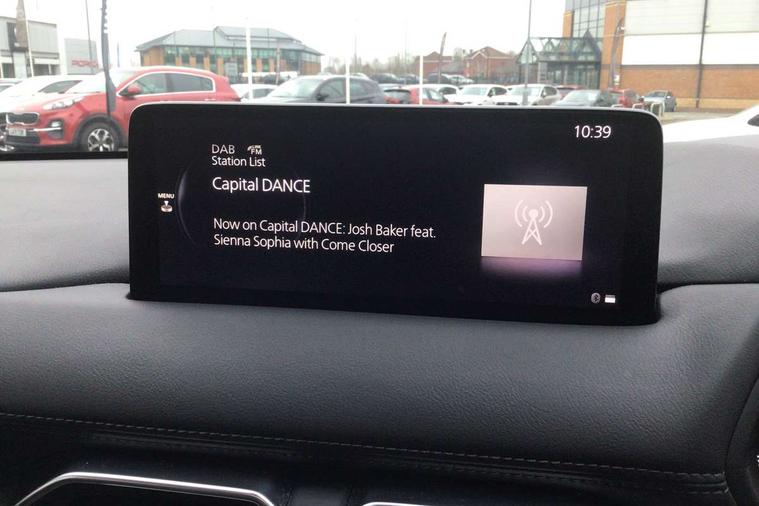 10:39
DAB FM
Station List
Capital DANCE
MENU
Now on Capital DANCE: Josh Baker feat.
Sienna Sophia with Come Closer